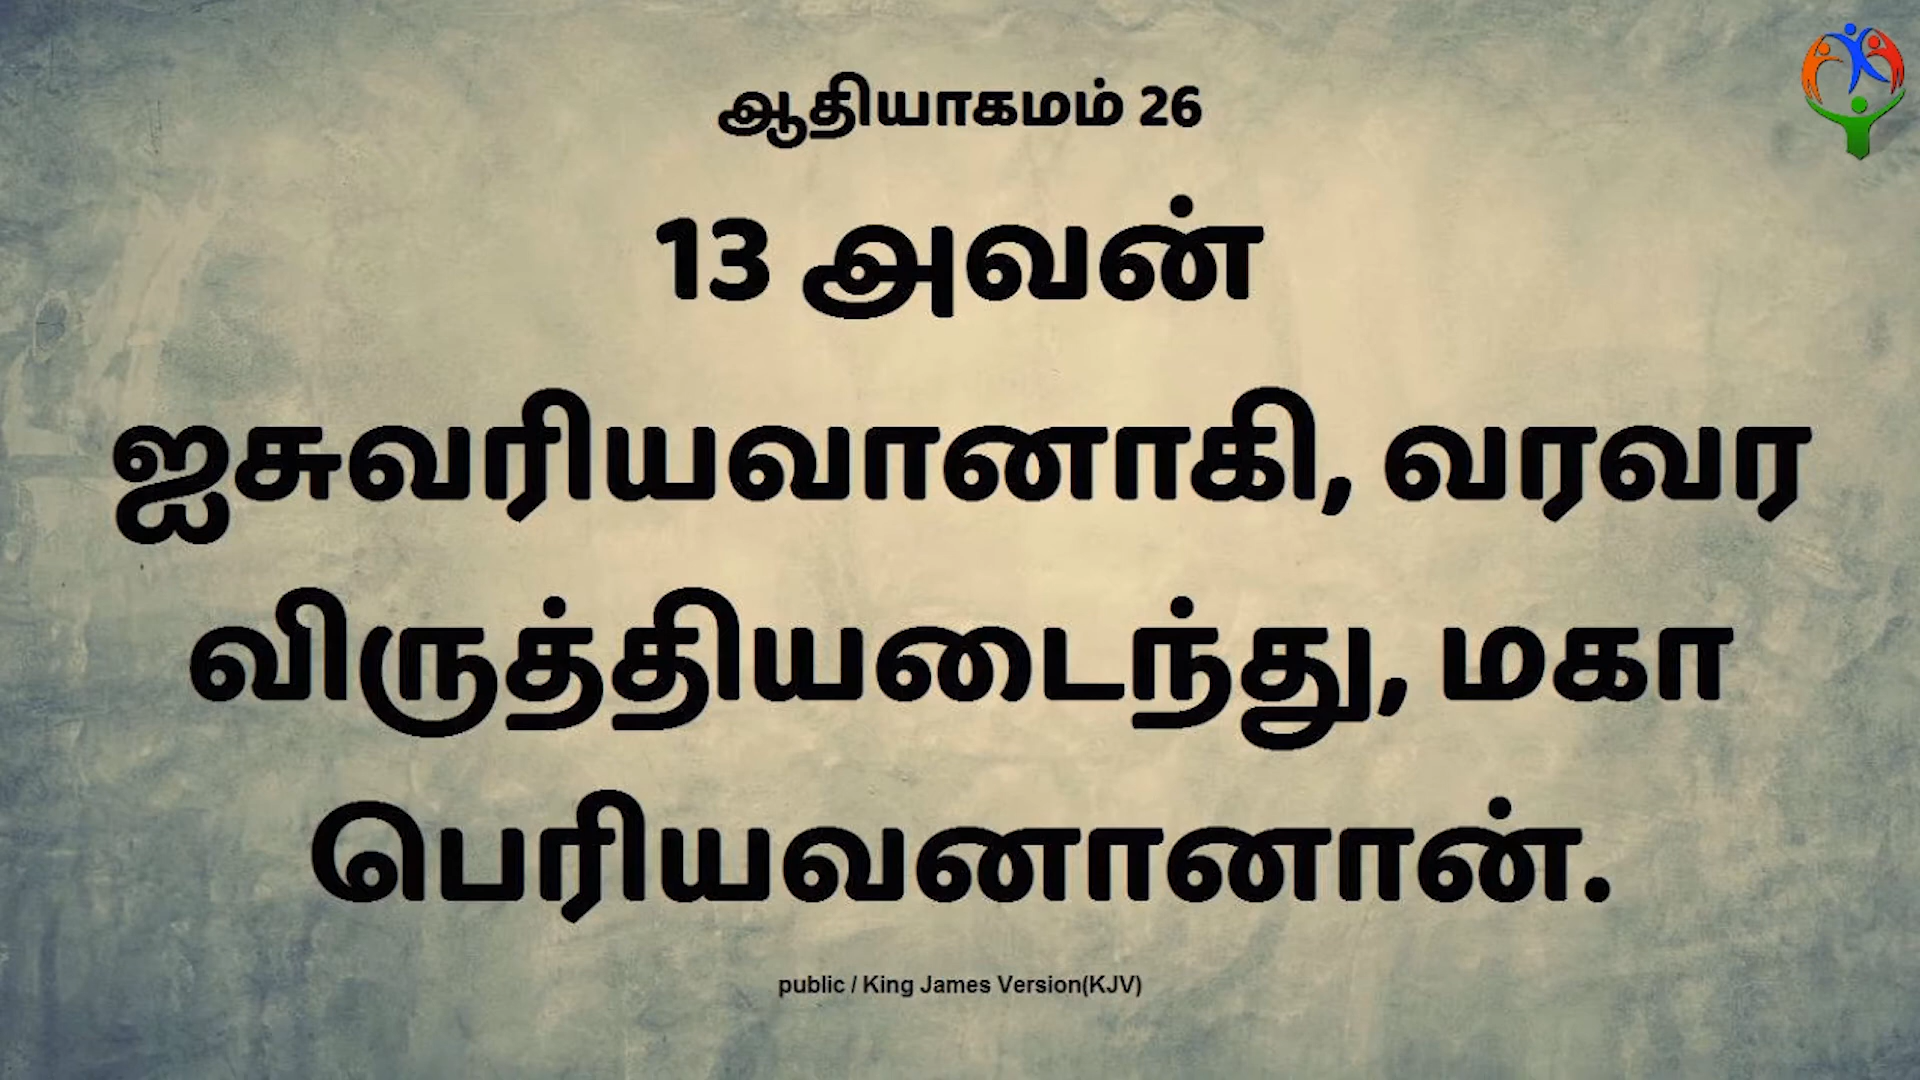 ஆதியாகமம் 26
13 அவன்
ஐசுவரியவானாகி, வரவர
விருத்தியடைந்து, மகா
பெரியவனானான்.
public / King James Version(KJV)